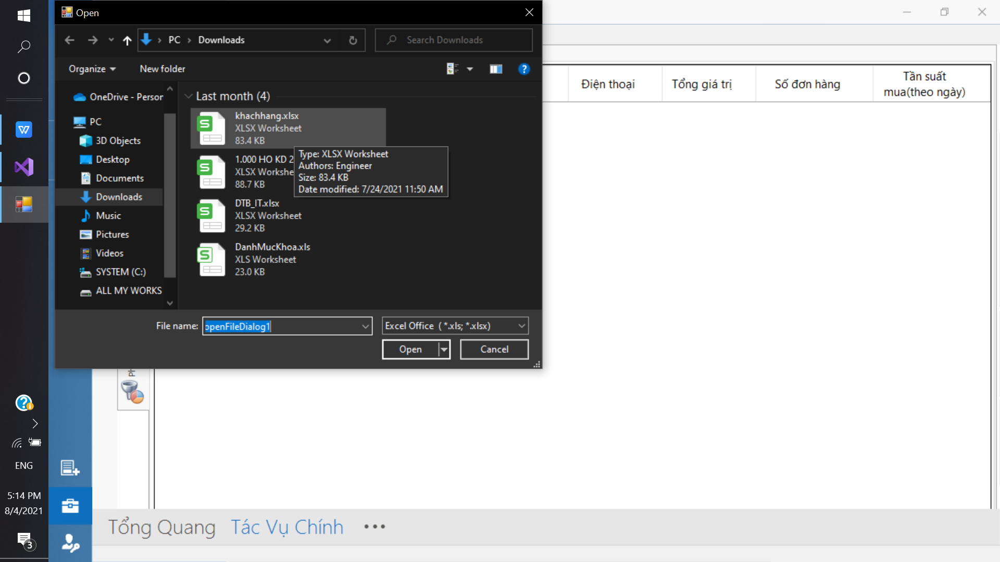 Open
PC
Downloads
Search Downloads
Organize
New folder
OneDrive - Person
PC
3D Objects
Desktop
Documents
Downloads
Music
Pictures
Videos
SYSTEM (C:)
ALL MY WORKS
Last month (4)
khachhang.xlsx
XLSX Worksheet
83.4 KB
1.000 HO KD 2
XLSX Workshe
88.7 KB
Type: XLSX Worksheet
Authors: Engineer
Size: 83.4 KB
Date modified: 7/24/2021 11:50 AM
DTB_IT.xlsx
XLSX Worksheet
29.2 KB
DanhMucKhoa.xls
XLS Worksheet
23.0 KB
File name:
openFileDialog1
Excel Office ( *.xls; *.xlsx)
Open
Cancel
Điện thoại
Tổng giá trị
Số đơn hàng
Tần suất
mua(theo ngày)
Ph
ENG
5:14 PM
8/4/2021
3
Tổng Quang
Tác Vụ Chính
•••